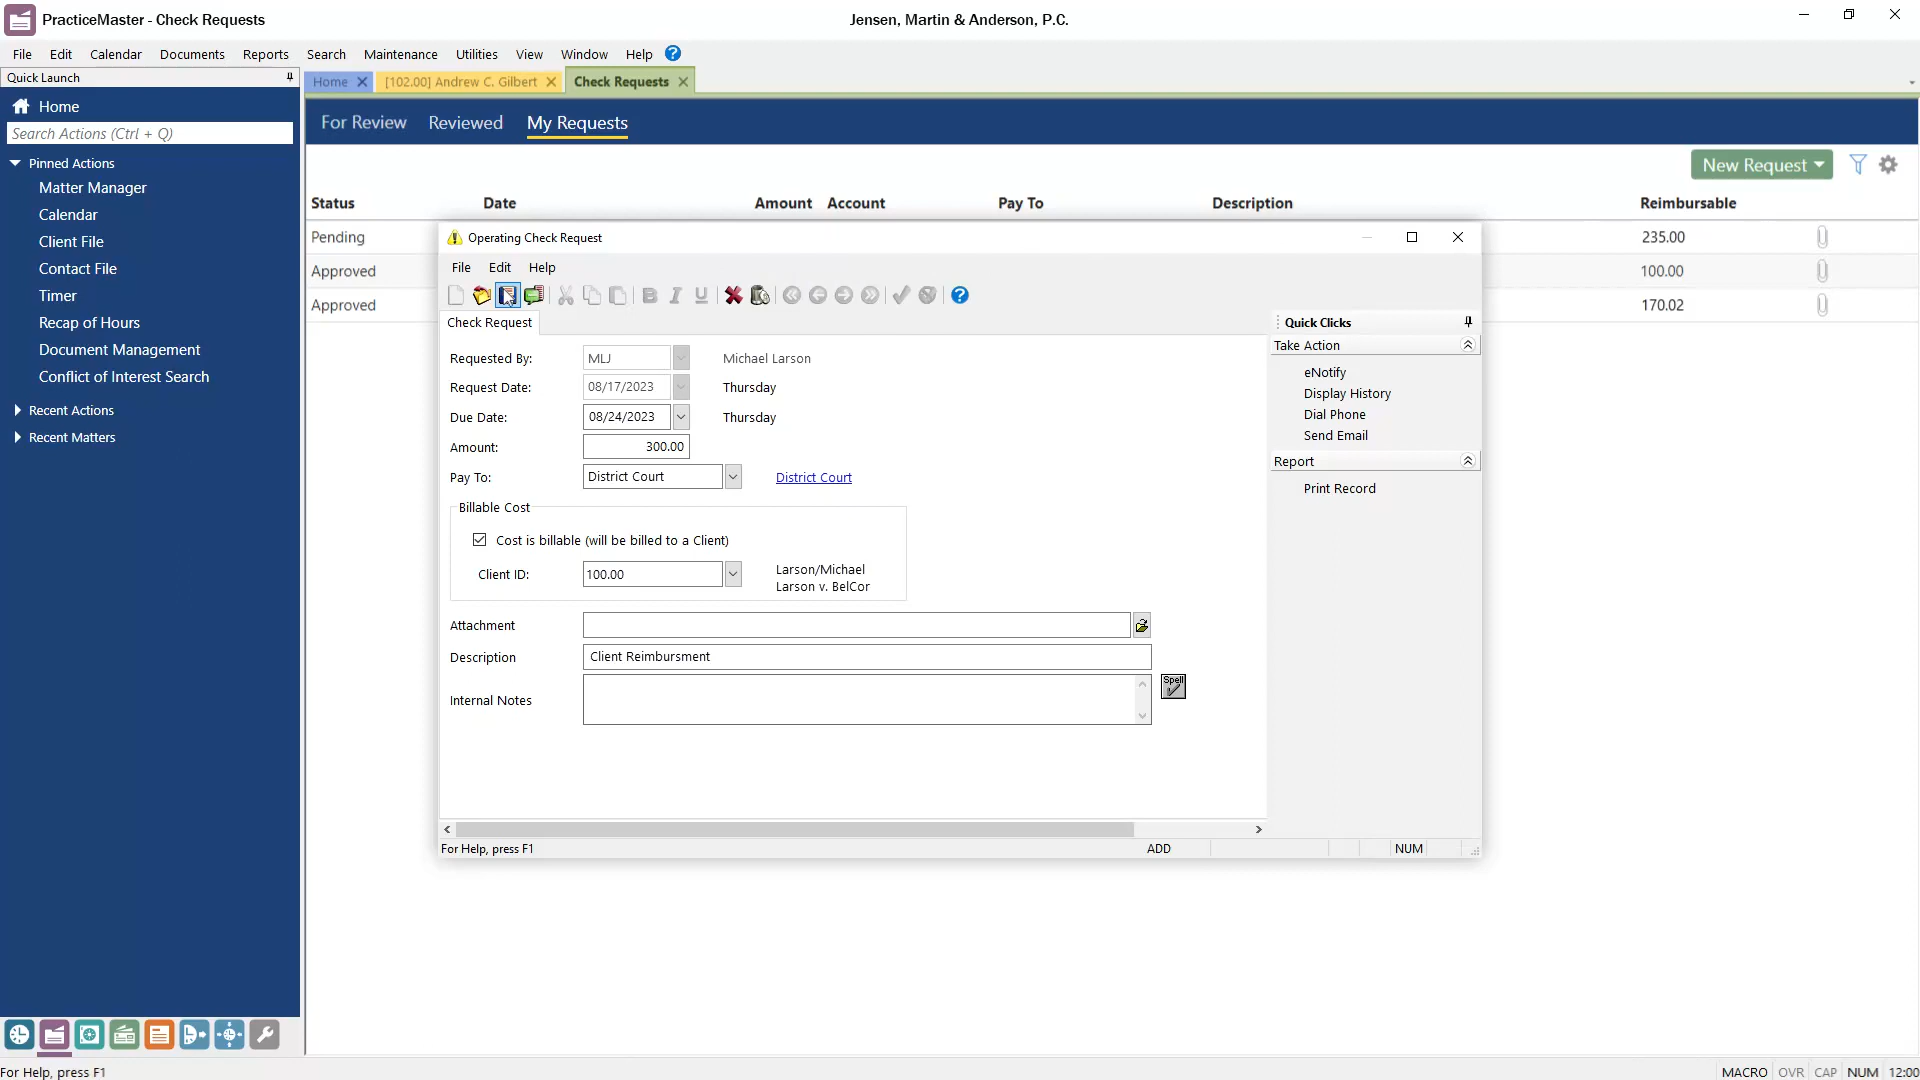 PracticeMaster - Check Requests
Jensen, Martin & Anderson, P.C.
File Edit Calendar Documents Reports Search Maintenance Utilities View Window Help
Quick Launch
Home [102.00] Andrew C. Gilbert Check Requests
Home
Search Actions (Ctrl + Q)
For Review Reviewed My Requests
Pinned Actions
Matter Manager
Calendar
Client File
Contact File
Timer
Recap of Hours
Document Management
Conflict of Interest Search
Recent Actions
Recent Matters
New Request
Status Date Amount Account Pay To Description Reimbursable
Pending 235.00
Approved 100.00
Approved 170.02
Operating Check Request
File Edit Help
B I U
Check Request
Requested By: MLJ Michael Larson
Request Date: 08/17/2023 Thursday
Due Date: 08/24/2023 Thursday
Amount: 300.00
Pay To: District Court District Court
Billable Cost
Cost is billable (will be billed to a Client)
Client ID: 100.00 Larson/Michael
Larson v. BelCor
Attachment
Description Client Reimbursment
Internal Notes
Spell
Quick Clicks
Take Action
eNotify
Display History
Dial Phone
Send Email
Report
Print Record
For Help, press F1 ADD NUM
For Help, press F1 MACRO OVR CAP NUM 12:00